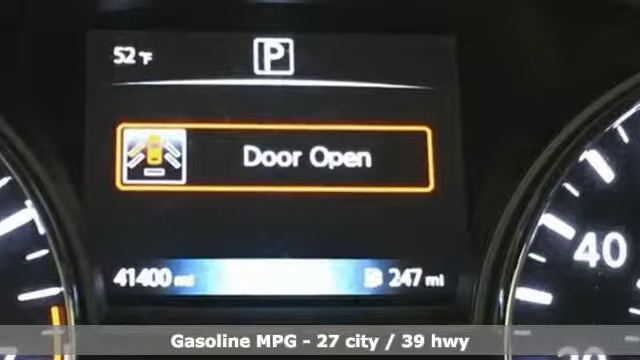 52 °F
P
Door Open
41400 mi
247 mi
40
Gasoline MPG - 27 city / 39 hwy